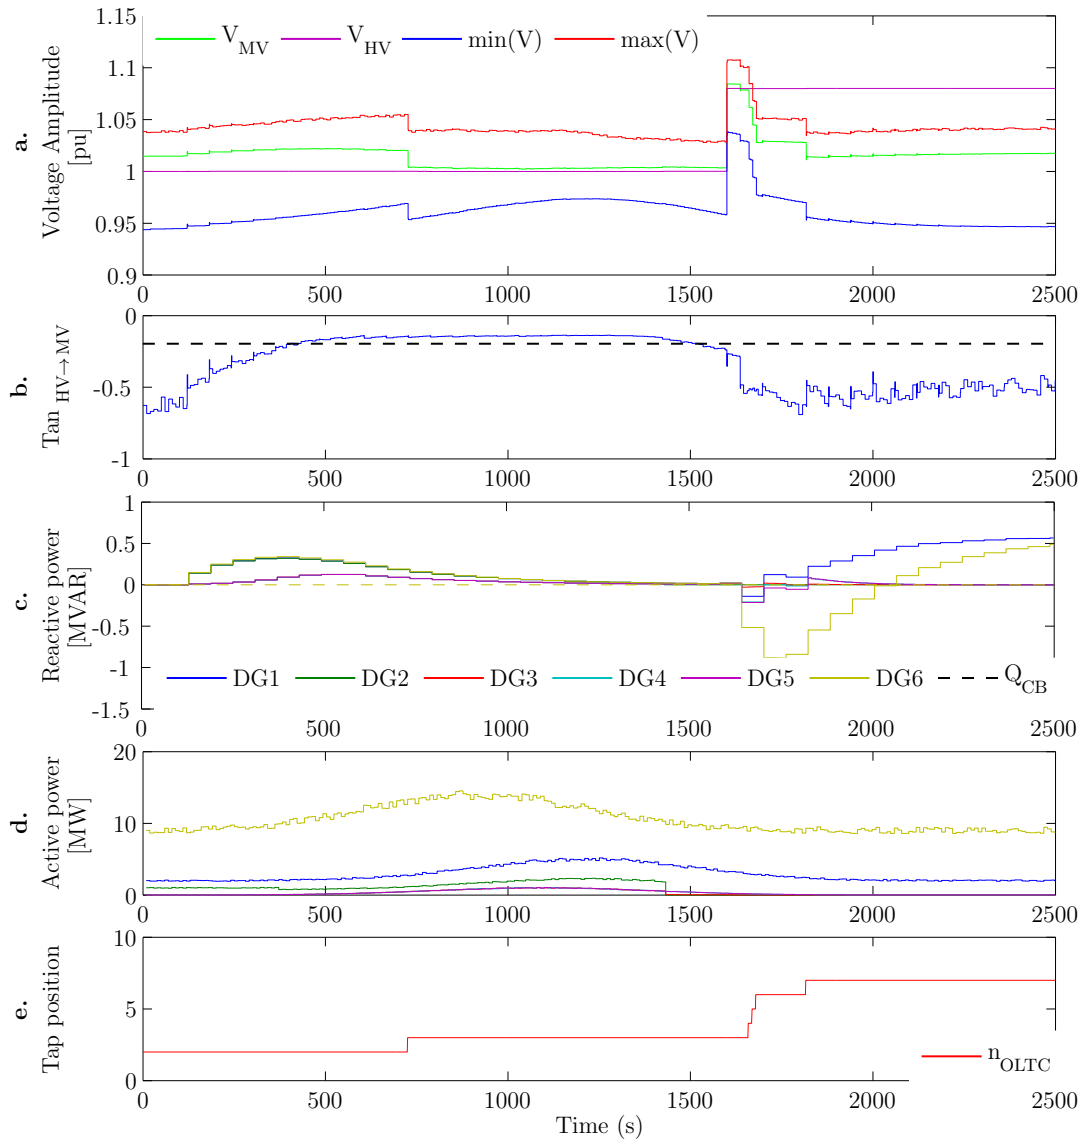 1.15
V_MV V_HV min(V) max(V)
1.1
1.05
1
0.95
0.9
a.
Voltage Amplitude
[pu]
0 500 1000 1500 2000 2500
0
-0.5
-1
b.
Tan HV→MV
0 500 1000 1500 2000 2500
1
0.5
0
-0.5
-1
-1.5
c.
Reactive power
[MVAR]
DG1 DG2 DG3 DG4 DG5 DG6 Q_CB
0 500 1000 1500 2000 2500
20
10
0
d.
Active power
[MW]
0 500 1000 1500 2000 2500
10
5
0
e.
Tap position
n_OLTC
0 500 1000 1500 2000 2500
Time (s)